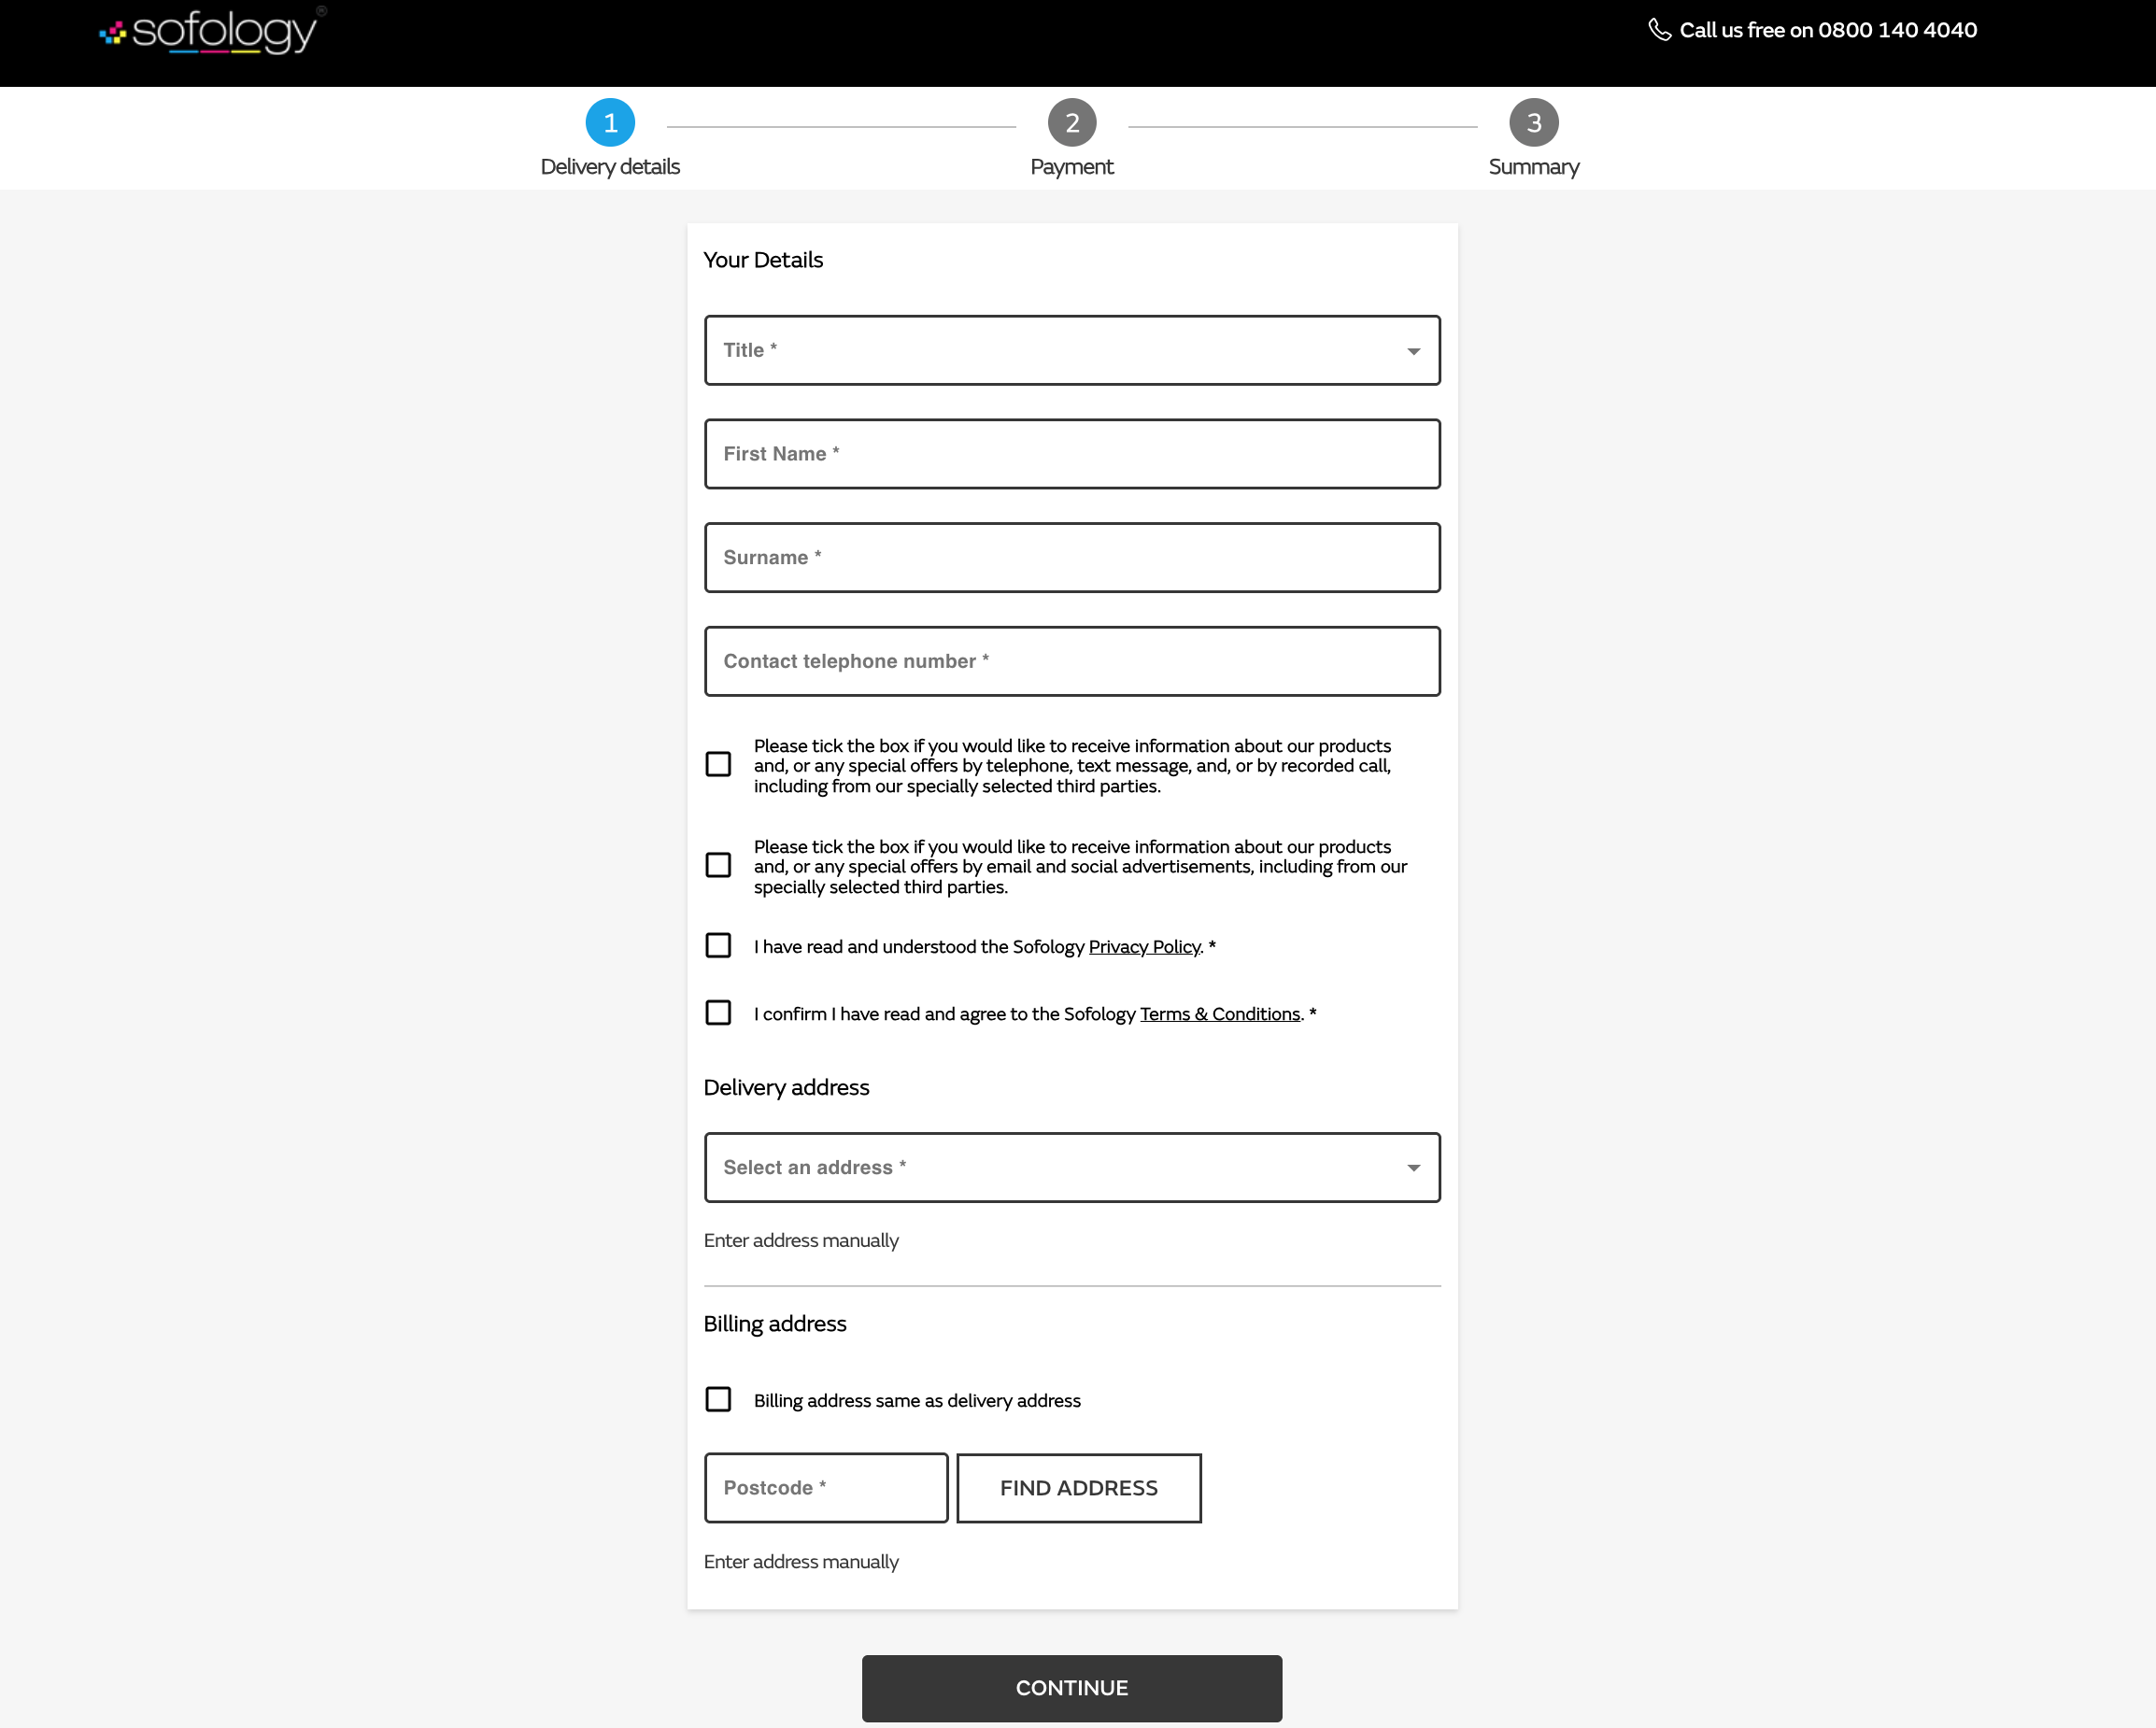 sofology®
Call us free on 0800 140 4040
1
2
3
Delivery details
Payment
Summary
Your Details
Title *
First Name *
Surname *
Contact telephone number *
Please tick the box if you would like to receive information about our products
and, or any special offers by telephone, text message, and, or by recorded call,
including from our specially selected third parties.
Please tick the box if you would like to receive information about our products
and, or any special offers by email and social advertisements, including from our
specially selected third parties.
I have read and understood the Sofology Privacy Policy. *
I confirm I have read and agree to the Sofology Terms & Conditions. *
Delivery address
Select an address *
Enter address manually
Billing address
Billing address same as delivery address
Postcode *
FIND ADDRESS
Enter address manually
CONTINUE